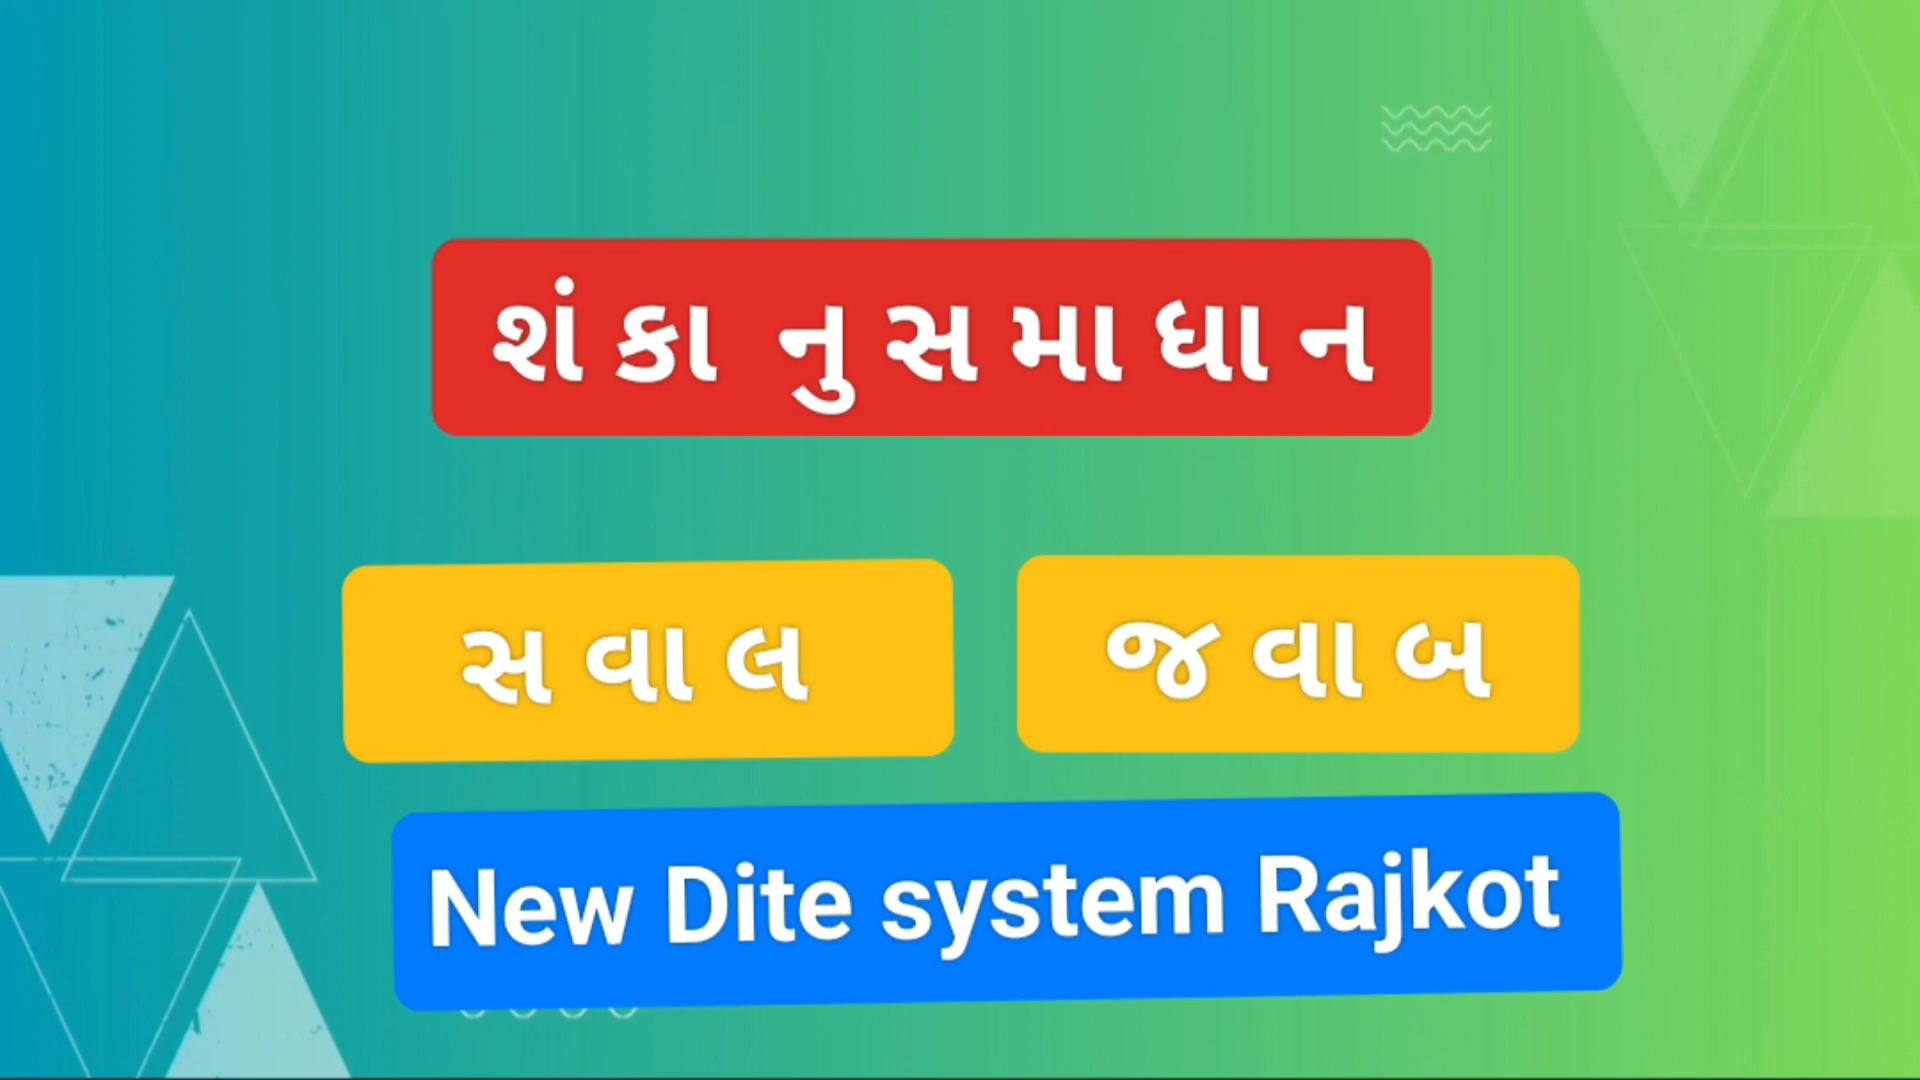 શં કા નુ સ મા ધા ન
સ વા લ
જ વા બ
New Dite system Rajkot